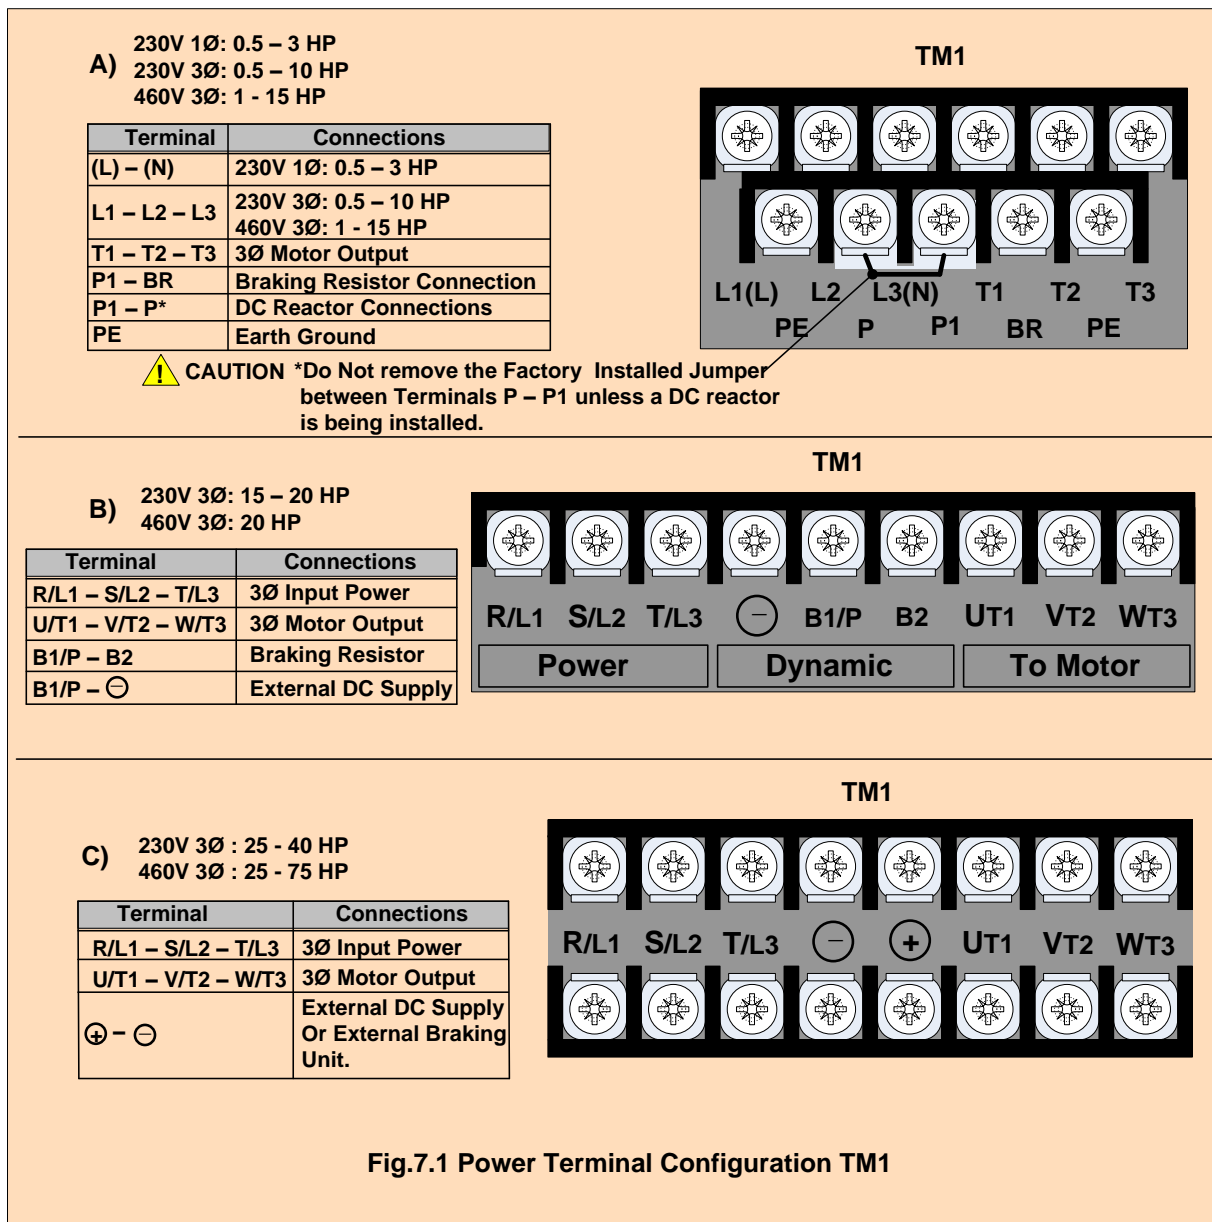 A)
230V 1Ø: 0.5 – 3 HP
230V 3Ø: 0.5 – 10 HP
460V 3Ø: 1 - 15 HP
Terminal Connections
(L) – (N) 230V 1Ø: 0.5 – 3 HP
L1 – L2 – L3 230V 3Ø: 0.5 – 10 HP
460V 3Ø: 1 - 15 HP
T1 – T2 – T3 3Ø Motor Output
P1 – BR Braking Resistor Connection
P1 – P* DC Reactor Connections
PE Earth Ground
TM1
L1(L) L2 L3(N) T1 T2 T3
PE P P1 BR PE
! CAUTION *Do Not remove the Factory Installed Jumper
between Terminals P – P1 unless a DC reactor
is being installed.
B)
230V 3Ø: 15 – 20 HP
460V 3Ø: 20 HP
Terminal Connections
R/L1 – S/L2 – T/L3 3Ø Input Power
U/T1 – V/T2 – W/T3 3Ø Motor Output
B1/P – B2 Braking Resistor
B1/P – ⊖ External DC Supply
TM1
R/L1 S/L2 T/L3 ⊖ B1/P B2 UT1 VT2 WT3
Power Dynamic To Motor
C)
230V 3Ø : 25 - 40 HP
460V 3Ø : 25 - 75 HP
Terminal Connections
R/L1 – S/L2 – T/L3 3Ø Input Power
U/T1 – V/T2 – W/T3 3Ø Motor Output
⊕ – ⊖ External DC Supply
Or External Braking
Unit.
TM1
R/L1 S/L2 T/L3 ⊖ ⊕ UT1 VT2 WT3
Fig.7.1 Power Terminal Configuration TM1